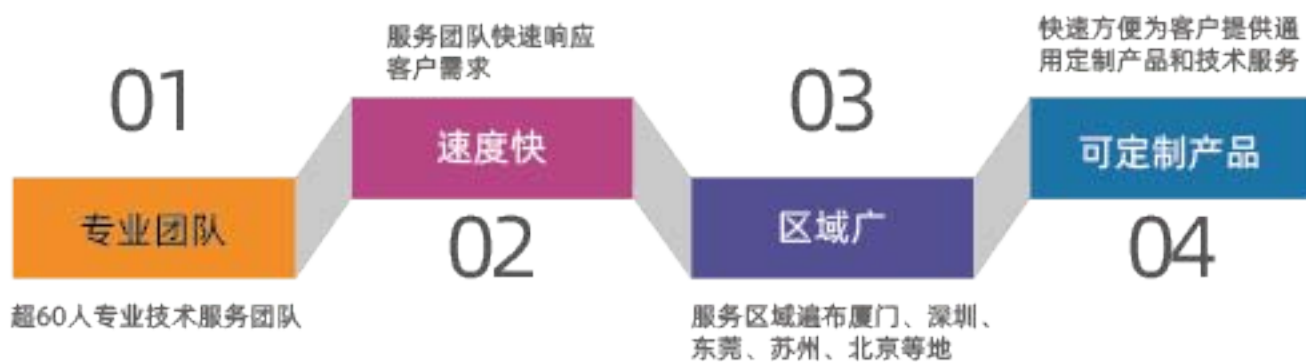 01
专业团队
超60人专业技术服务团队
服务团队快速响应
客户需求
速度快
02
03
区域广
服务区域遍布厦门、深圳、
东莞、苏州、北京等地
快速方便为客户提供通
用定制产品和技术服务
可定制产品
04